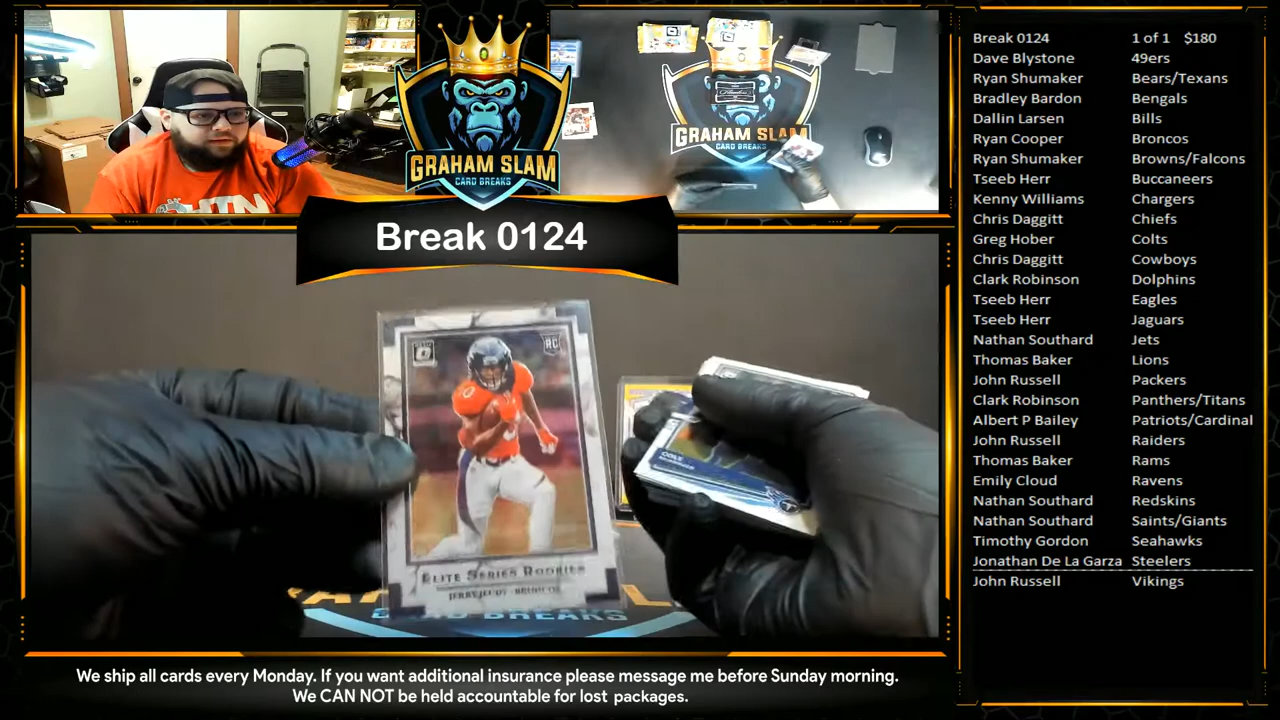 GRAHAM SLAM
CARD BREAKS
GRAHAM SLAM
CARD BREAKS
Break 0124
RC
ELITE SERIES ROOKIES
JERRY JEUDY - BRONCOS
COLE
CARD BREAKS
We ship all cards every Monday. If you want additional insurance please message me before Sunday morning.
We CAN NOT be held accountable for lost packages.
Break 0124 1 of 1 $180
Dave Blystone 49ers
Ryan Shumaker Bears/Texans
Bradley Bardon Bengals
Dallin Larsen Bills
Ryan Cooper Broncos
Ryan Shumaker Browns/Falcons
Tseeb Herr Buccaneers
Kenny Williams Chargers
Chris Daggitt Chiefs
Greg Hober Colts
Chris Daggitt Cowboys
Clark Robinson Dolphins
Tseeb Herr Eagles
Tseeb Herr Jaguars
Nathan Southard Jets
Thomas Baker Lions
John Russell Packers
Clark Robinson Panthers/Titans
Albert P Bailey Patriots/Cardinal
John Russell Raiders
Thomas Baker Rams
Emily Cloud Ravens
Nathan Southard Redskins
Nathan Southard Saints/Giants
Timothy Gordon Seahawks
Jonathan De La Garza Steelers
John Russell Vikings